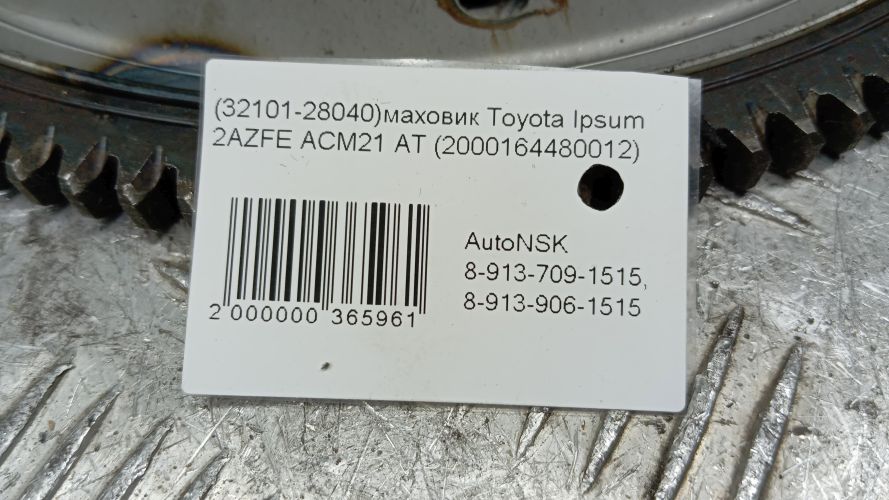 (32101-28040)маховик Toyota Ipsum
2AZFE ACM21 AT (2000164480012)
AutoNSK
8-913-709-1515,
8-913-906-1515
2 000000 365961